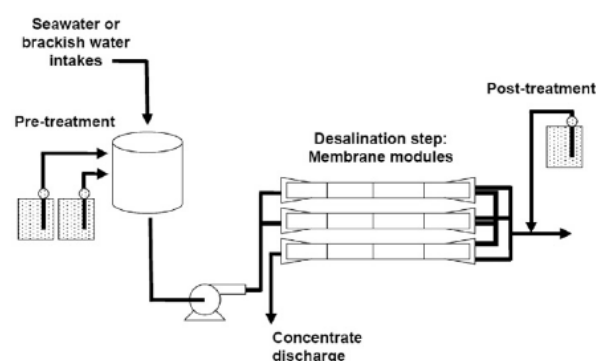 Seawater or
brackish water
intakes
Pre-treatment
Post-treatment
Desalination step:
Membrane modules
Concentrate
discharge